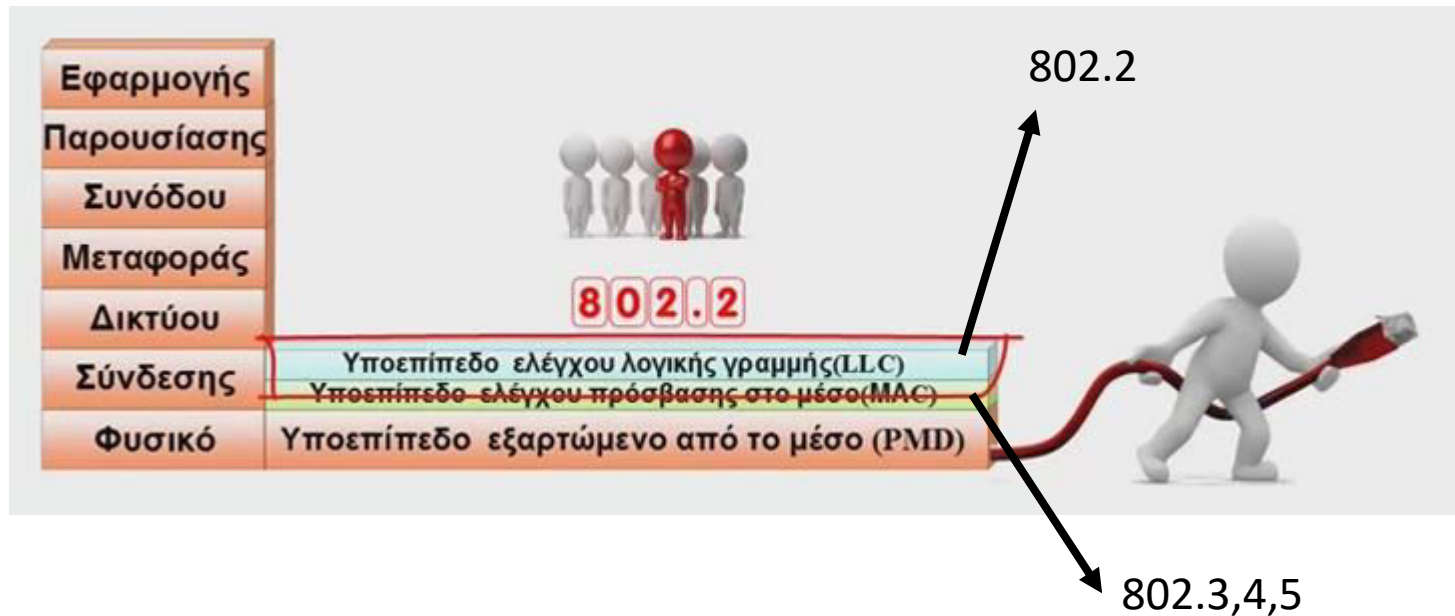 802.2
Εφαρμογής
Παρουσίασης
Συνόδου
Μεταφοράς
Δικτύου
802.2
Σύνδεσης
Υποεπίπεδο ελέγχου λογικής γραμμής(LLC)
Υποεπίπεδο ελέγχου πρόσβασης στο μέσο(MAC)
Φυσικό
Υποεπίπεδο εξαρτώμενο από το μέσο (PMD)
802.3,4,5